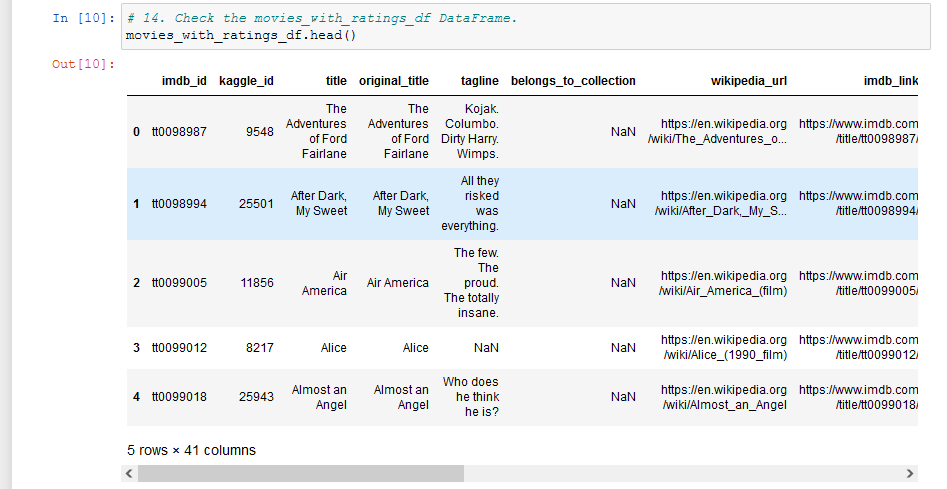 In [10]: # 14. Check the movies_with_ratings_df DataFrame.
movies_with_ratings_df.head()
Out[10]:
imdb_id kaggle_id title original_title tagline belongs_to_collection wikipedia_url imdb_link
The The Kojak.
Adventures Adventures Columbo. https://en.wikipedia.org https://www.imdb.com
0 tt0098987 9548 of Ford of Ford Dirty Harry. NaN /wiki/The_Adventures_o... /title/tt0098987/
Fairlane Fairlane Wimps.
All they
After Dark, After Dark, risked https://en.wikipedia.org https://www.imdb.com
1 tt0098994 25501 My Sweet My Sweet was NaN /wiki/After_Dark,_My_S... /title/tt0098994/
everything.
The few.
The
Air proud. https://en.wikipedia.org https://www.imdb.com
2 tt0099005 11856 America Air America The totally NaN /wiki/Air_America_(film) /title/tt0099005/
insane.
https://en.wikipedia.org https://www.imdb.com
3 tt0099012 8217 Alice Alice NaN NaN /wiki/Alice_(1990_film) /title/tt0099012/
Who does
Almost an Almost an he think https://en.wikipedia.org https://www.imdb.com
4 tt0099018 25943 Angel Angel he is? NaN /wiki/Almost_an_Angel /title/tt0099018/
5 rows × 41 columns